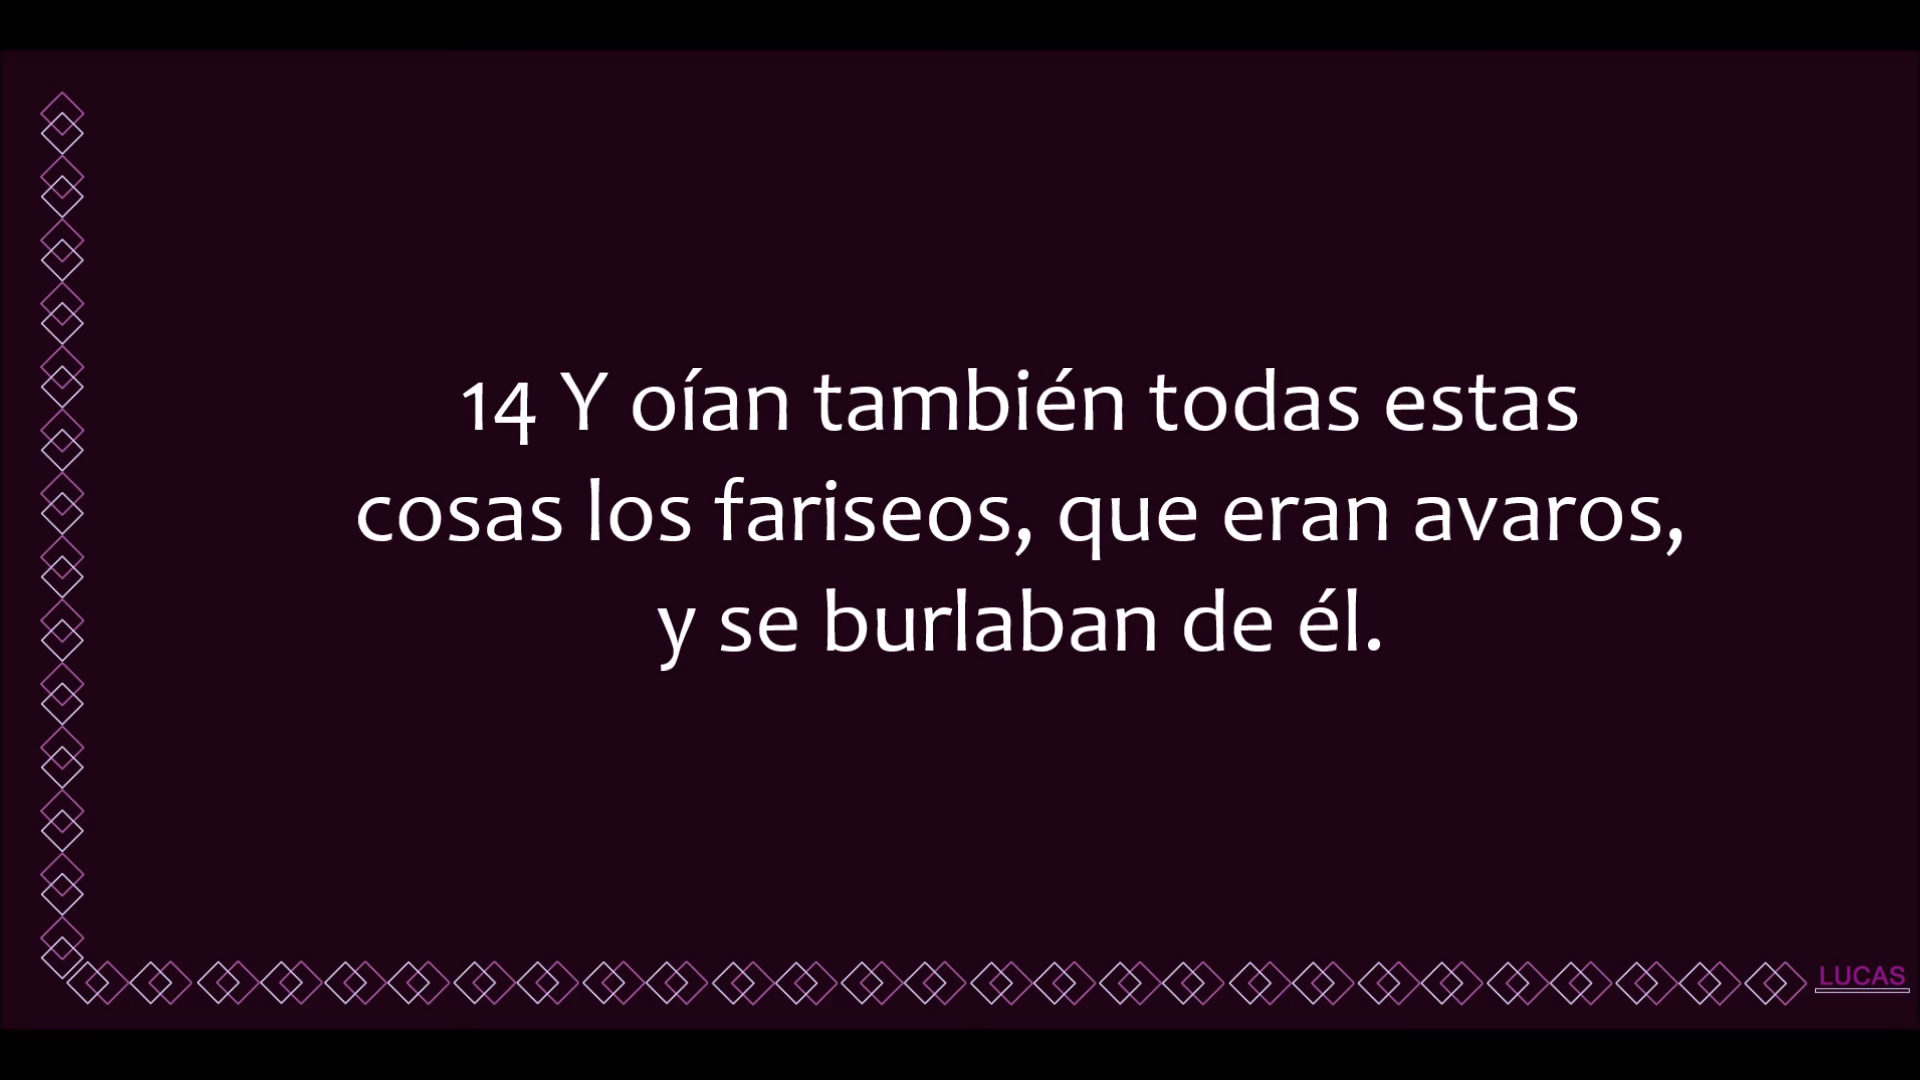 14 Y oían también todas estas
cosas los fariseos, que eran avaros,
y se burlaban de él.
LUCAS